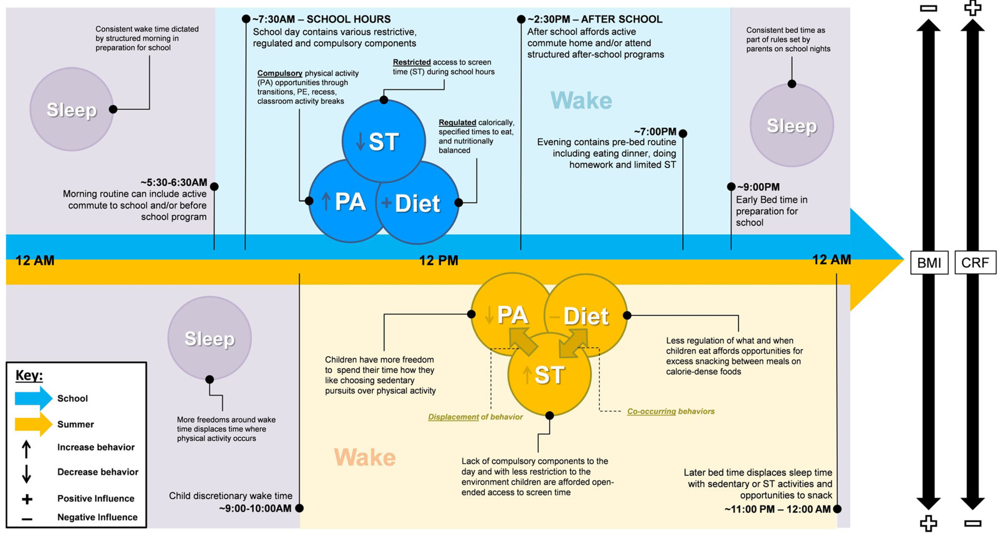 Consistent wake time dictated
by structured morning in
preparation for school
Sleep
~5:30-6:30AM
Morning routine can include active
commute to school and/or before
school program
~7:30AM – SCHOOL HOURS
School day contains various restrictive,
regulated and compulsory components
Compulsory physical activity
(PA) opportunities through
transitions, PE, recess,
classroom activity breaks
Restricted access to screen
time (ST) during school hours
Regulated calorically,
specified times to eat,
and nutritionally
balanced
↓ ST
↑ PA
+ Diet
~2:30PM – AFTER SCHOOL
After school affords active
commute home and/or attend
structured after-school programs
Wake
~7:00PM
Evening contains pre-bed routine
including eating dinner, doing
homework and limited ST
Consistent bed time as
part of rules set by
parents on school nights
Sleep
~9:00PM
Early Bed time in
preparation for
school
12 AM
12 PM
12 AM
Sleep
More freedoms around wake
time displaces time where
physical activity occurs
Child discretionary wake time
~9:00-10:00AM
↓ PA
– Diet
↑ ST
Children have more freedom
to spend their time how they
like choosing sedentary
pursuits over physical activity
Less regulation of what and when
children eat affords opportunities for
excess snacking between meals on
calorie-dense foods
Displacement of behavior
Co-occurring behaviors
Wake
Lack of compulsory components to the
day and with less restriction to the
environment children are afforded open-
ended access to screen time
Later bed time displaces sleep time
with sedentary or ST activities and
opportunities to snack
~11:00 PM – 12:00 AM
Key:
School
Summer
↑ Increase behavior
↓ Decrease behavior
+ Positive Influence
– Negative Influence
– +
BMI
CRF
+ –